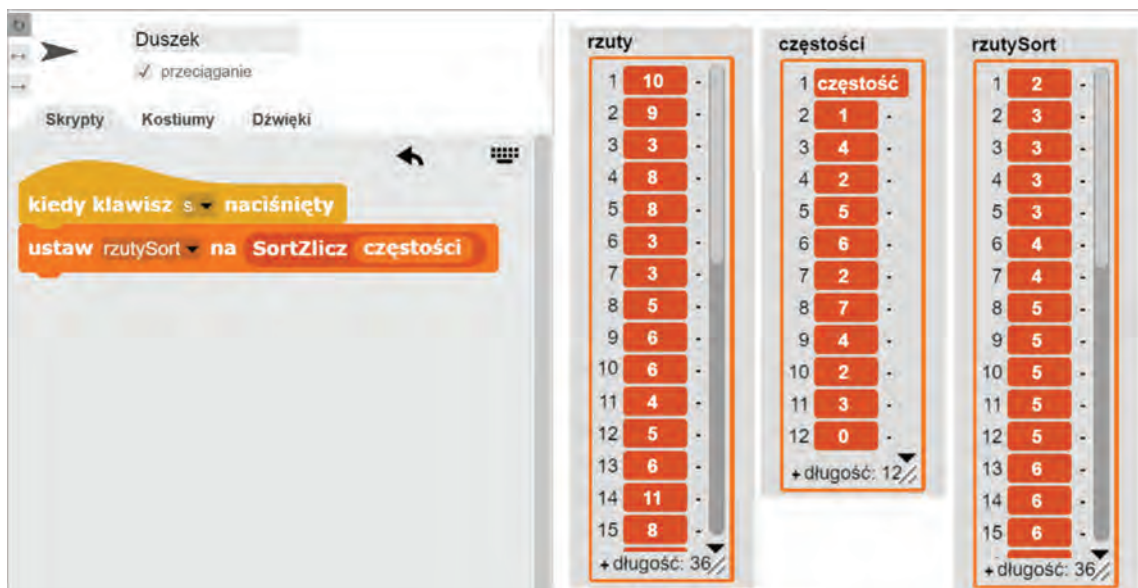 Duszek
√ przeciąganie
Skrypty Kostiumy Dźwięki
kiedy klawisz s naciśnięty
ustaw rzutySort na SortZlicz częstości
rzuty
1 10 -
2 9 -
3 3 -
4 8 -
5 8 -
6 3 -
7 3 -
8 5 -
9 6 -
10 6 -
11 4 -
12 5 -
13 6 -
14 11 -
15 8 -
+ długość: 36
częstości
1 częstość
2 1 -
3 4 -
4 2 -
5 5 -
6 6 -
7 2 -
8 7 -
9 4 -
10 2 -
11 3 -
12 0 -
+ długość: 12
rzutySort
1 2 -
2 3 -
3 3 -
4 3 -
5 3 -
6 4 -
7 4 -
8 5 -
9 5 -
10 5 -
11 5 -
12 5 -
13 6 -
14 6 -
15 6 -
+ długość: 36